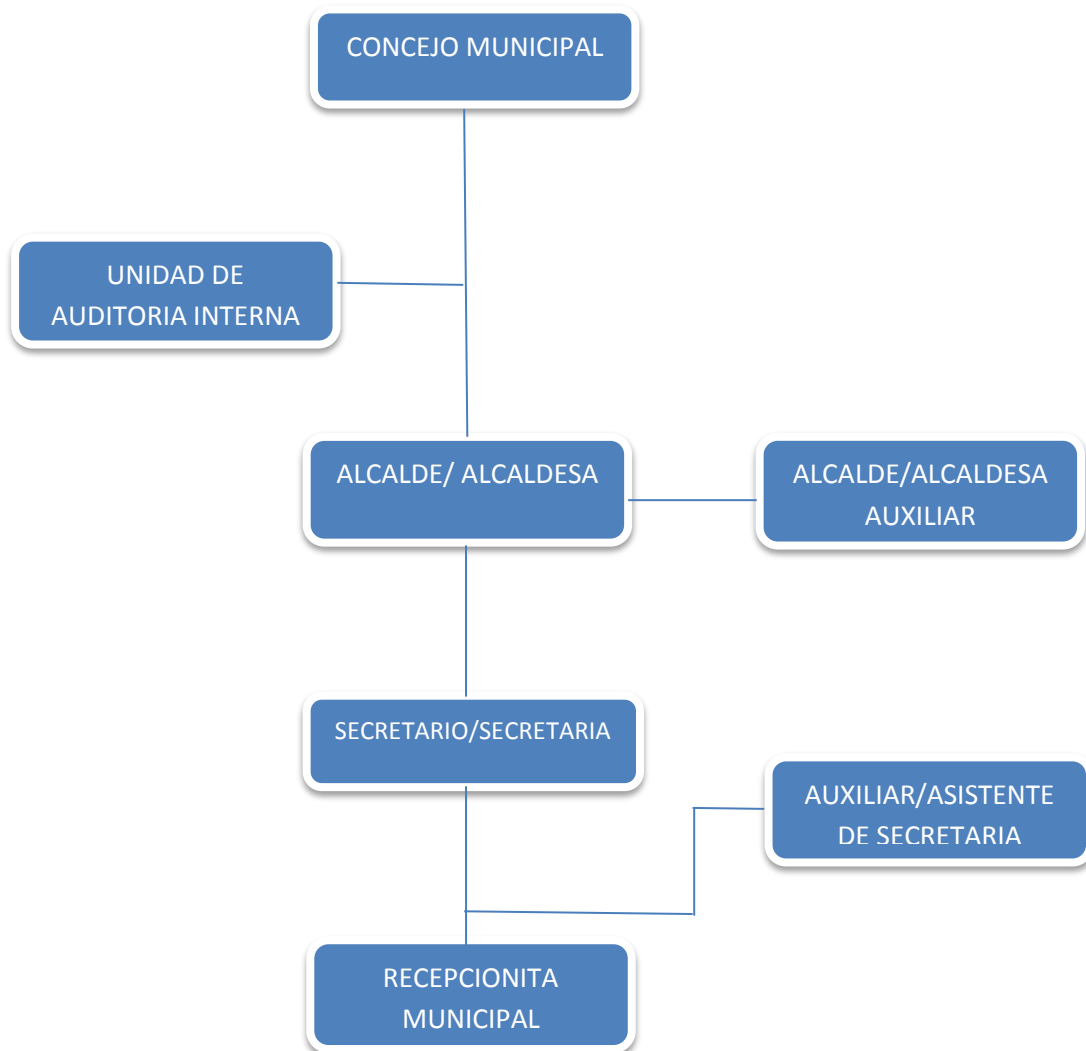 CONCEJO MUNICIPAL
UNIDAD DE
AUDITORIA INTERNA
ALCALDE/ ALCALDESA
ALCALDE/ALCALDESA
AUXILIAR
SECRETARIO/SECRETARIA
AUXILIAR/ASISTENTE
DE SECRETARIA
RECEPCIONITA
MUNICIPAL